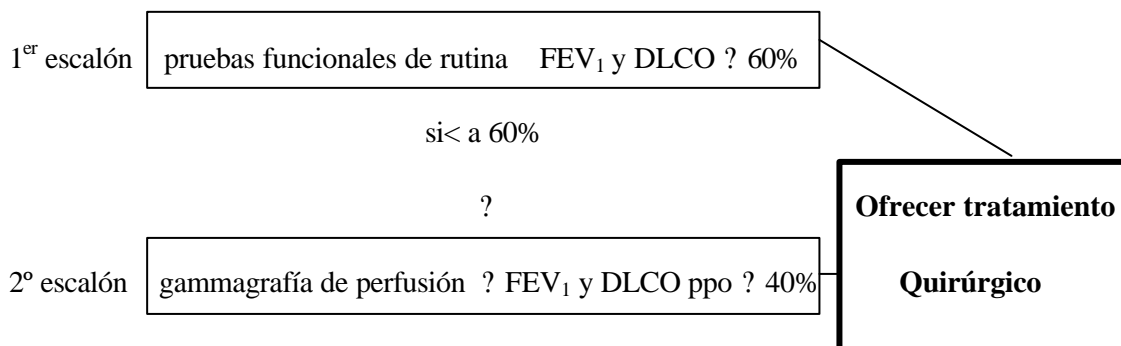 1er escalón pruebas funcionales de rutina FEV1 y DLCO ? 60%
si< a 60%
?
Ofrecer tratamiento
2º escalón gammagrafía de perfusión ? FEV1 y DLCO ppo ? 40%
Quirúrgico